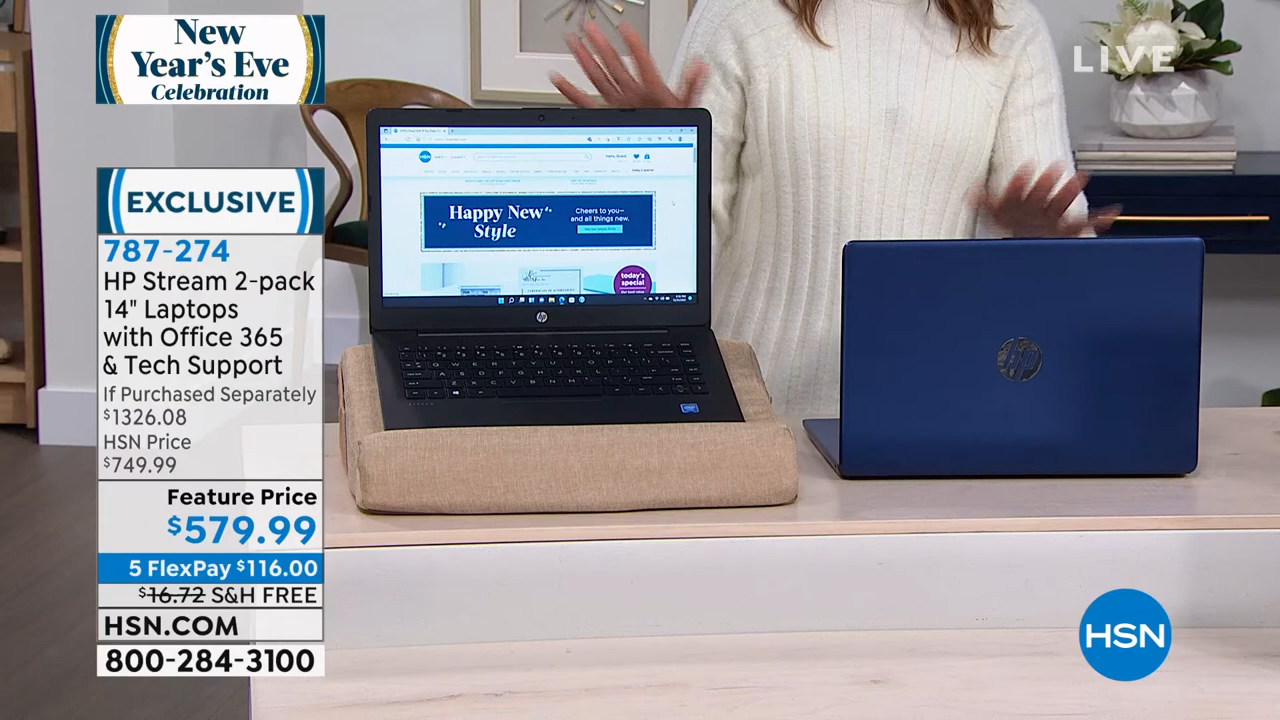 New
Year's Eve
Celebration
LIVE
EXCLUSIVE
787-274
HP Stream 2-pack
14" Laptops
with Office 365
& Tech Support
If Purchased Separately
$1326.08
HSN Price
$749.99
Feature Price
$579.99
5 FlexPay $116.00
$16.72 S&H FREE
HSN.COM
800-284-3100
HSN
Happy New
Style
Cheers to you—
and all things new.
today's
special
hp
hp
HSN